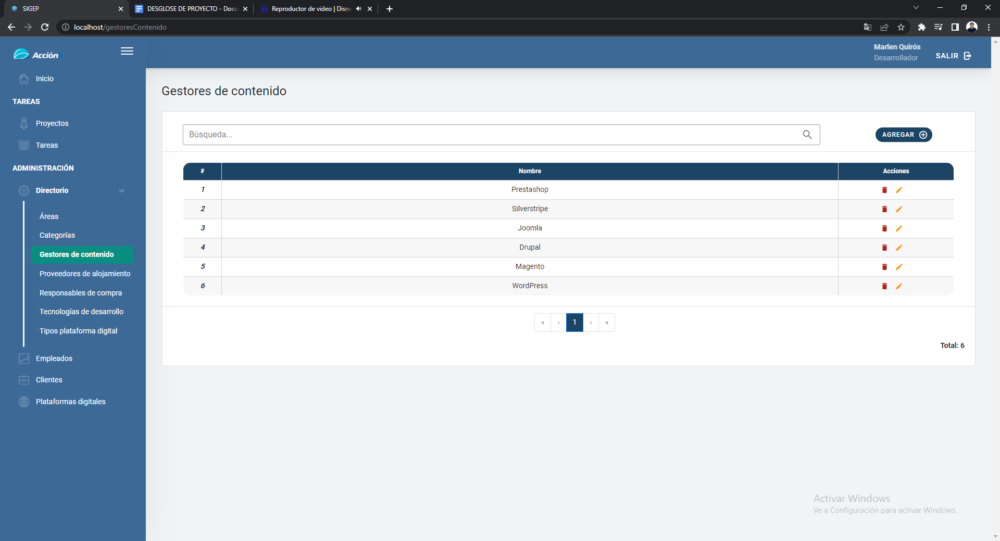 SIGEP
DESGLOSE DE PROYECTO - Docu
Reproductor de video | Disne
localhost/gestoresContenido
Acción
Marlen Quirós
Desarrollador
SALIR
Inicio
TAREAS
Proyectos
Tareas
ADMINISTRACIÓN
Directorio
Áreas
Categorías
Gestores de contenido
Proveedores de alojamiento
Responsables de compra
Tecnologías de desarrollo
Tipos plataforma digital
Empleados
Clientes
Plataformas digitales
Gestores de contenido
Búsqueda...
AGREGAR
# Nombre Acciones
1 Prestashop
2 Silverstripe
3 Joomla
4 Drupal
5 Magento
6 WordPress
« ‹ 1 › »
Total: 6
Activar Windows
Ve a Configuración para activar Windows.